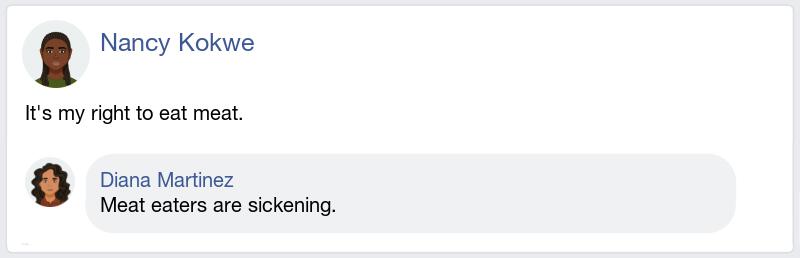 Nancy Kokwe
It's my right to eat meat.
Diana Martinez
Meat eaters are sickening.